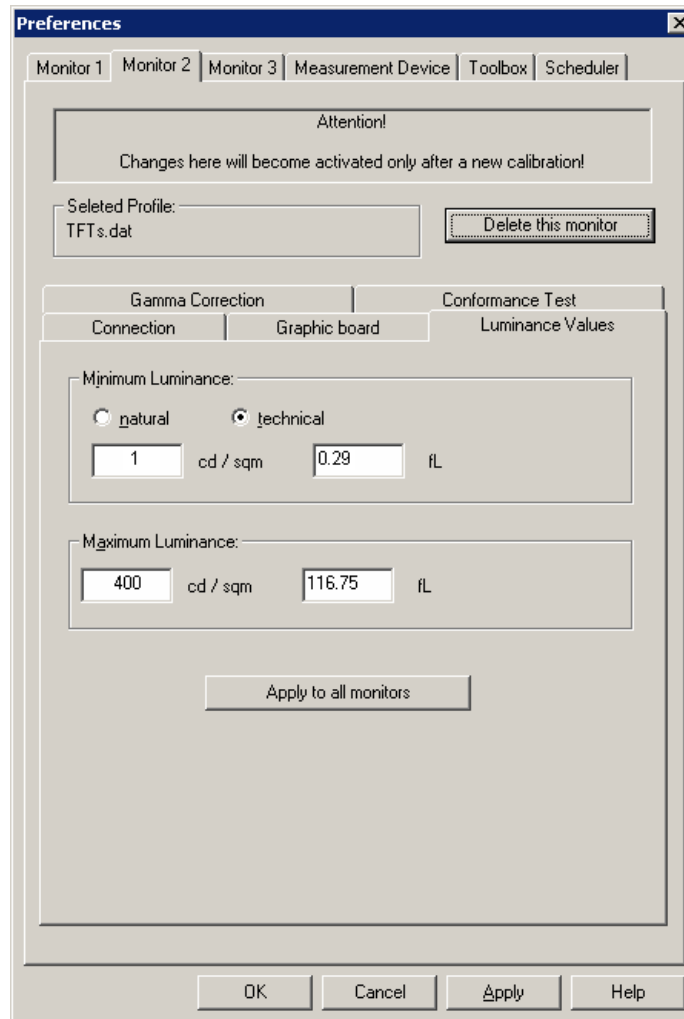 Preferences
Monitor 1 Monitor 2 Monitor 3 Measurement Device Toolbox Scheduler
Attention!
Changes here will become activated only after a new calibration!
Seleted Profile:
TFTs.dat
Delete this monitor
Gamma Correction Conformance Test
Connection Graphic board Luminance Values
Minimum Luminance:
natural technical
1 cd / sqm 0.29 fL
Maximum Luminance:
400 cd / sqm 116.75 fL
Apply to all monitors
OK Cancel Apply Help